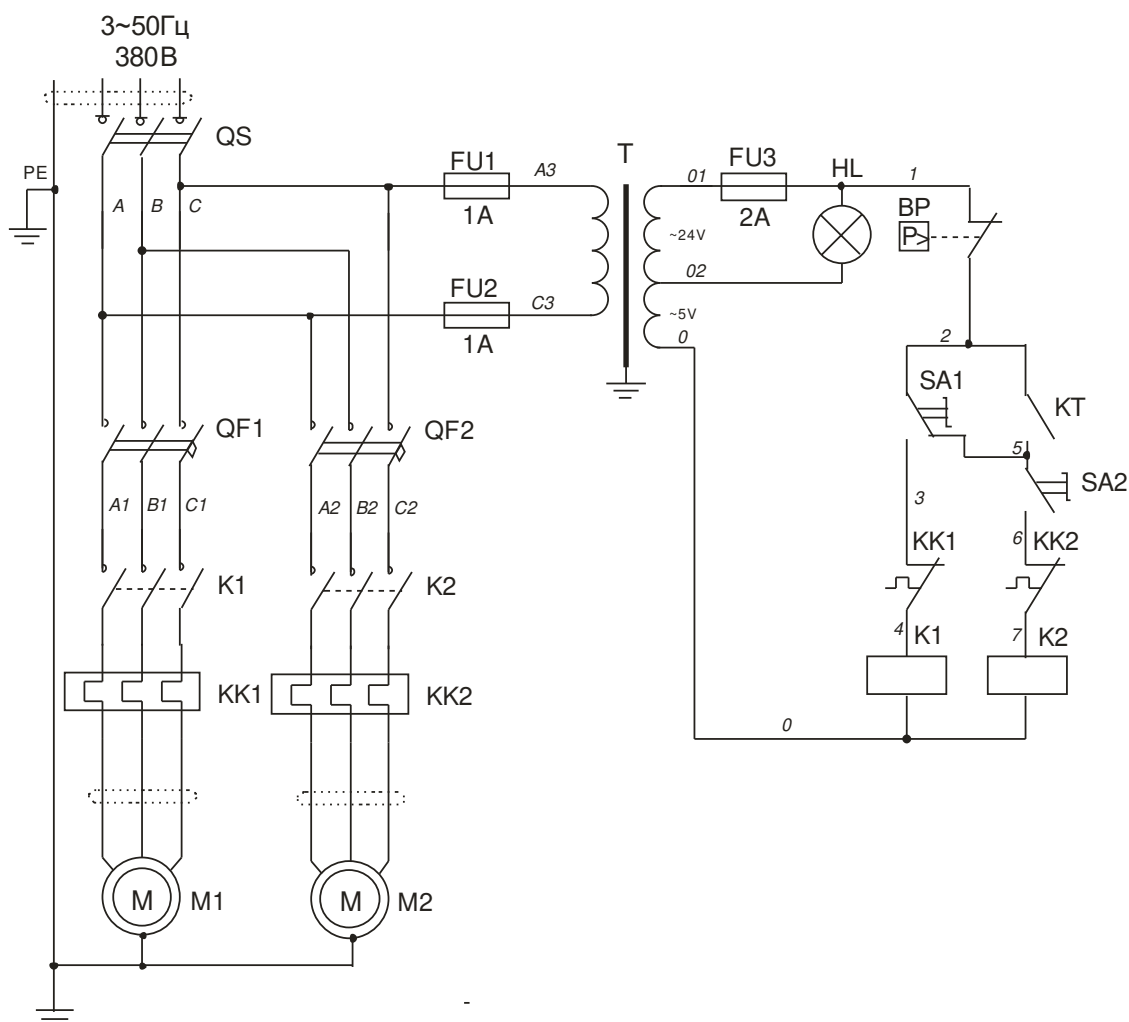 3~50Гц
380В
QS
PE
A
B
C
FU1
1A
A3
T
01
FU3
2A
HL
1
BP
P>
~24V
02
FU2
1A
C3
~5V
0
2
SA1
KT
5
SA2
QF1
QF2
A1
B1
C1
A2
B2
C2
3
KK1
6
KK2
K1
K2
4
K1
7
K2
KK1
KK2
0
M
M1
M
M2
-